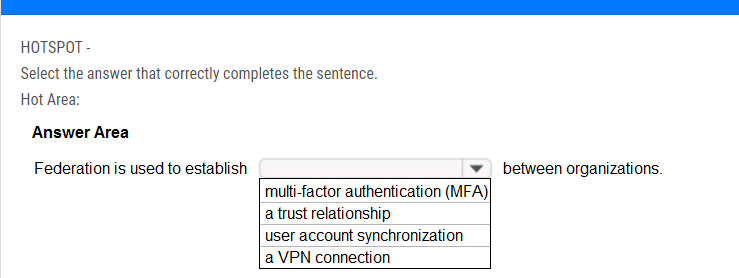 HOTSPOT -
Select the answer that correctly completes the sentence.
Hot Area:
Answer Area
Federation is used to establish between organizations.
multi-factor authentication (MFA)
a trust relationship
user account synchronization
a VPN connection